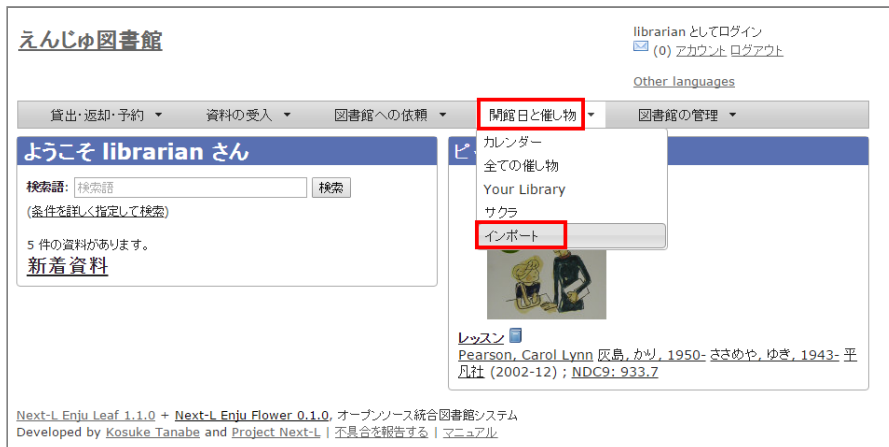 えんじゅ図書館
librarian としてログイン
(0) アカウント ログアウト
Other languages
貸出・返却・予約 ▼ 資料の受入 ▼ 図書館への依頼 ▼ 開館日と催し物 ▼ 図書館の管理 ▼
ようこそ librarian さん
検索語: 検索語 検索
(条件を詳しく指定して検索)
5 件の資料があります。
新着資料
ピ
カレンダー
全ての催し物
Your Library
サクラ
インポート
レッスン
Pearson, Carol Lynn 灰島, かり, 1950- ささめや, ゆき, 1943- 平
凡社 (2002-12) ; NDC9: 933.7
Next-L Enju Leaf 1.1.0 + Next-L Enju Flower 0.1.0, オープンソース統合図書館システム
Developed by Kosuke Tanabe and Project Next-L | 不具合を報告する | マニュアル